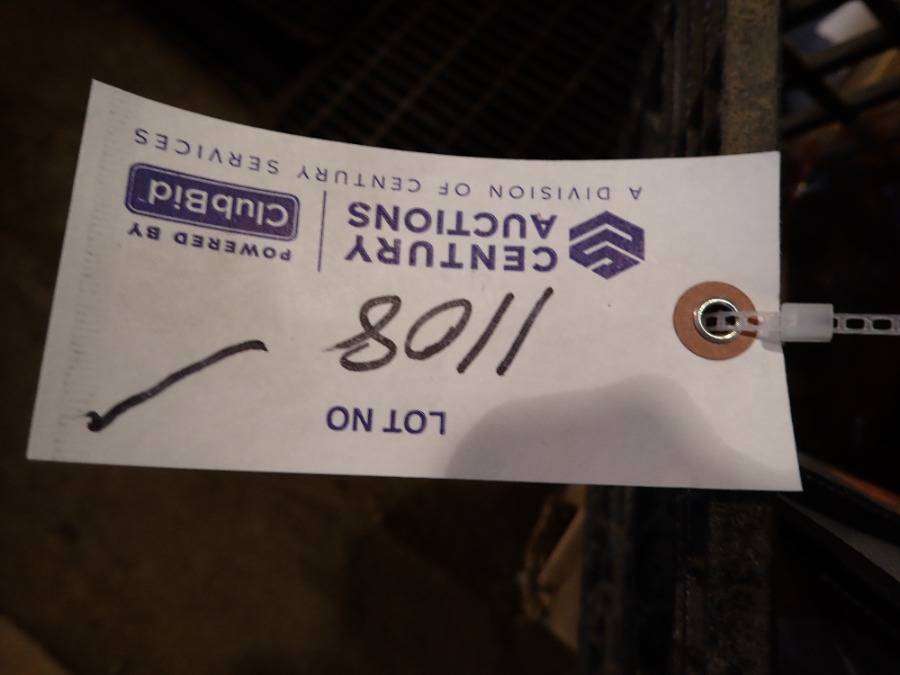 LOT NO
1108
CENTURY
AUCTIONS
POWERED BY
ClubBid
A DIVISION OF CENTURY SERVICES